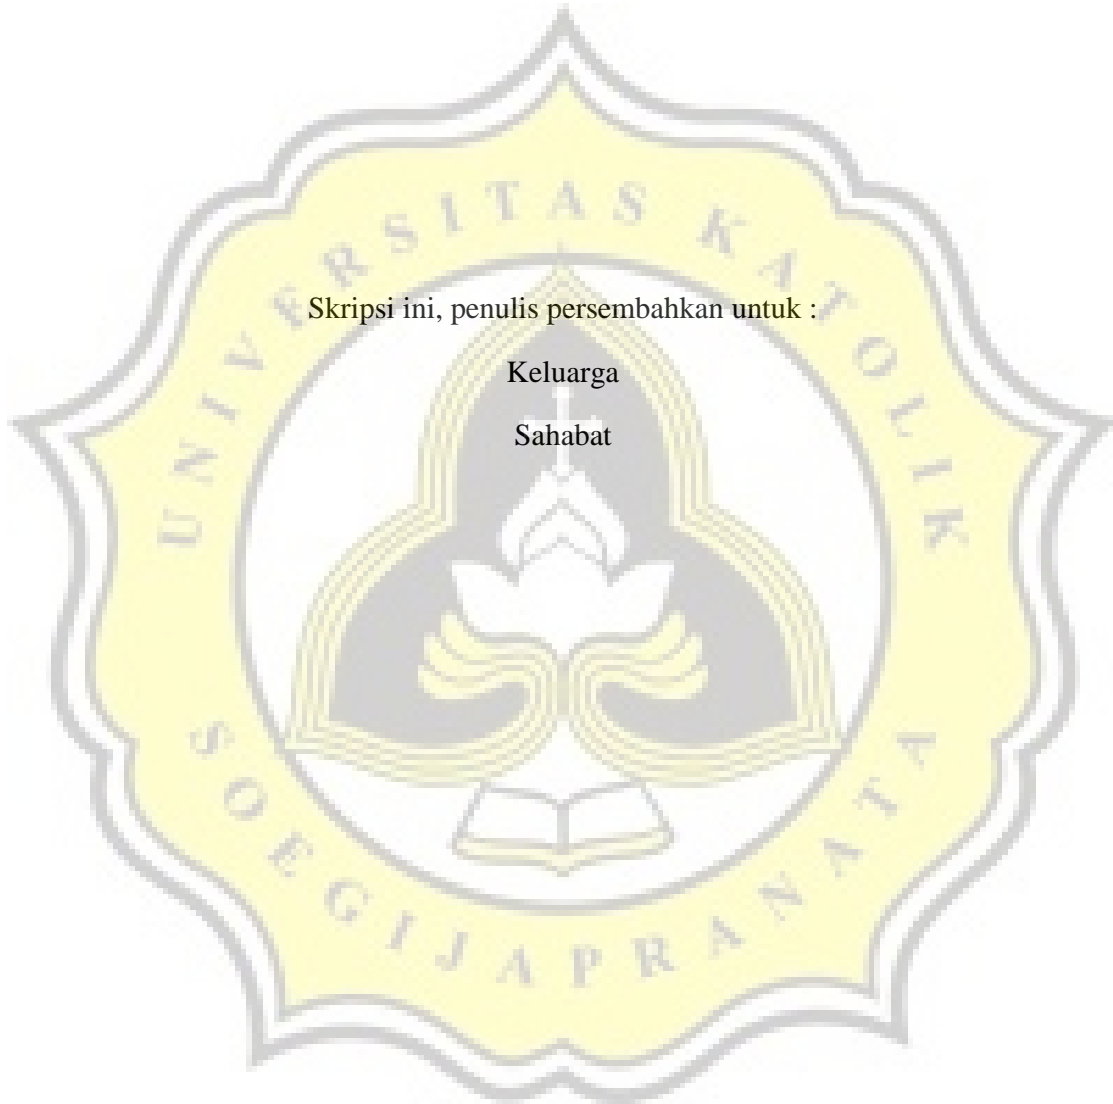 UNIVERSITAS KATOLIK
Skripsi ini, penulis persembahkan untuk :
Keluarga
Sahabat
SOEGIJAPRANATA